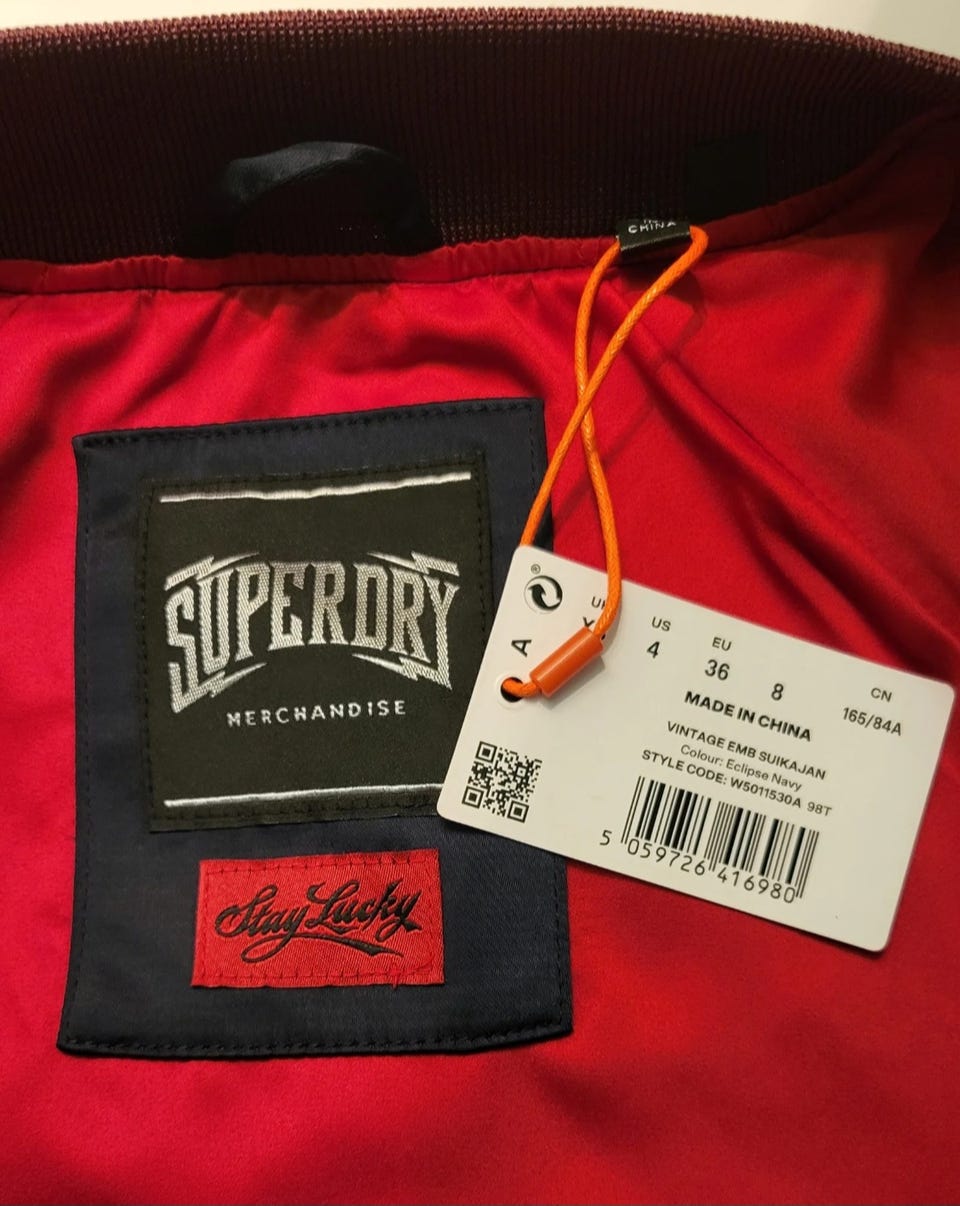 CHINA
SUPERDRY
MERCHANDISE
Stay Lucky
®
A
US
4
EU
36
8
CN
165/84A
MADE IN CHINA
VINTAGE EMB SUIKAJAN
Colour: Eclipse Navy
STYLE CODE: W5011530A 98T
5 059726 416980